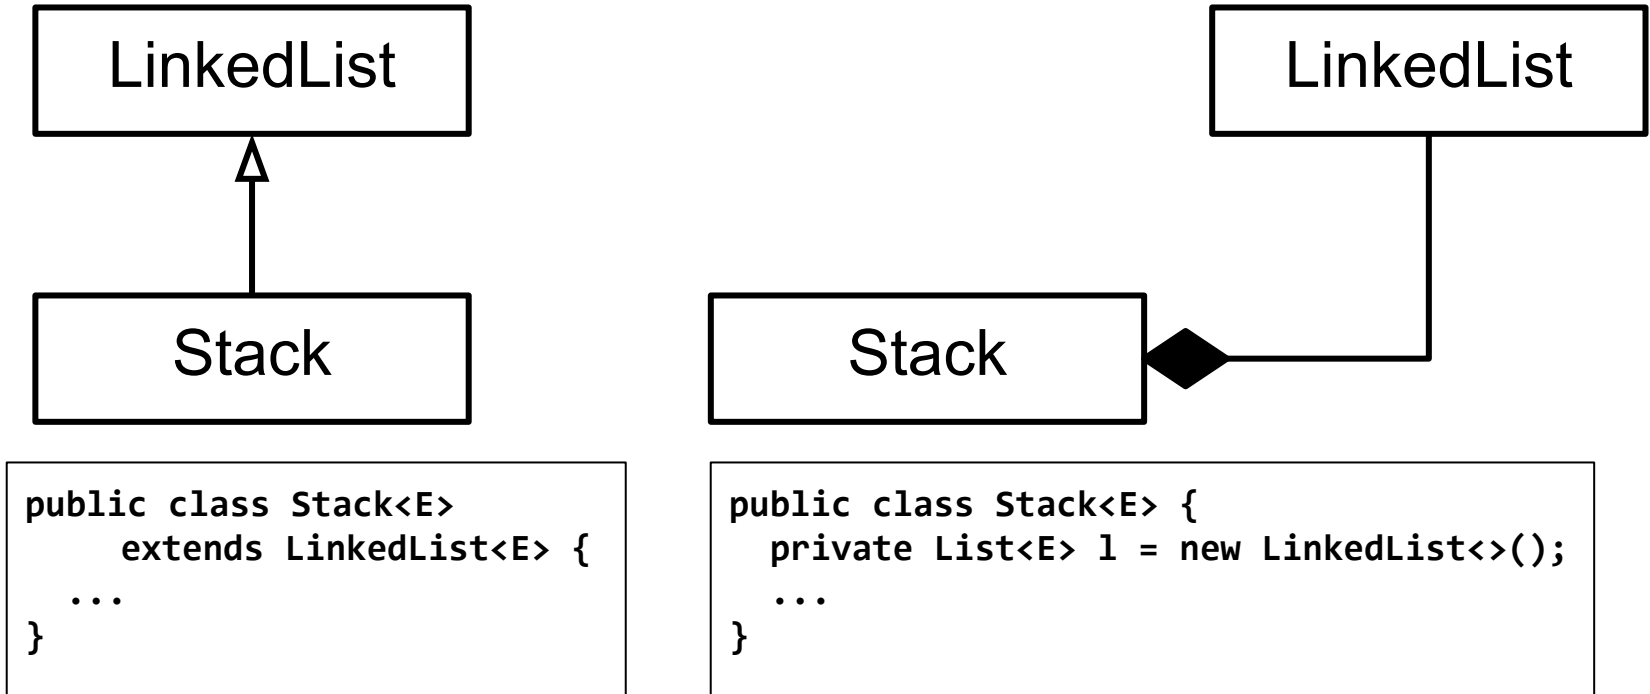 LinkedList
LinkedList
Stack
Stack
public class Stack<E>
     extends LinkedList<E> {
  ...
}
public class Stack<E> {
  private List<E> l = new LinkedList<>();
  ...
}